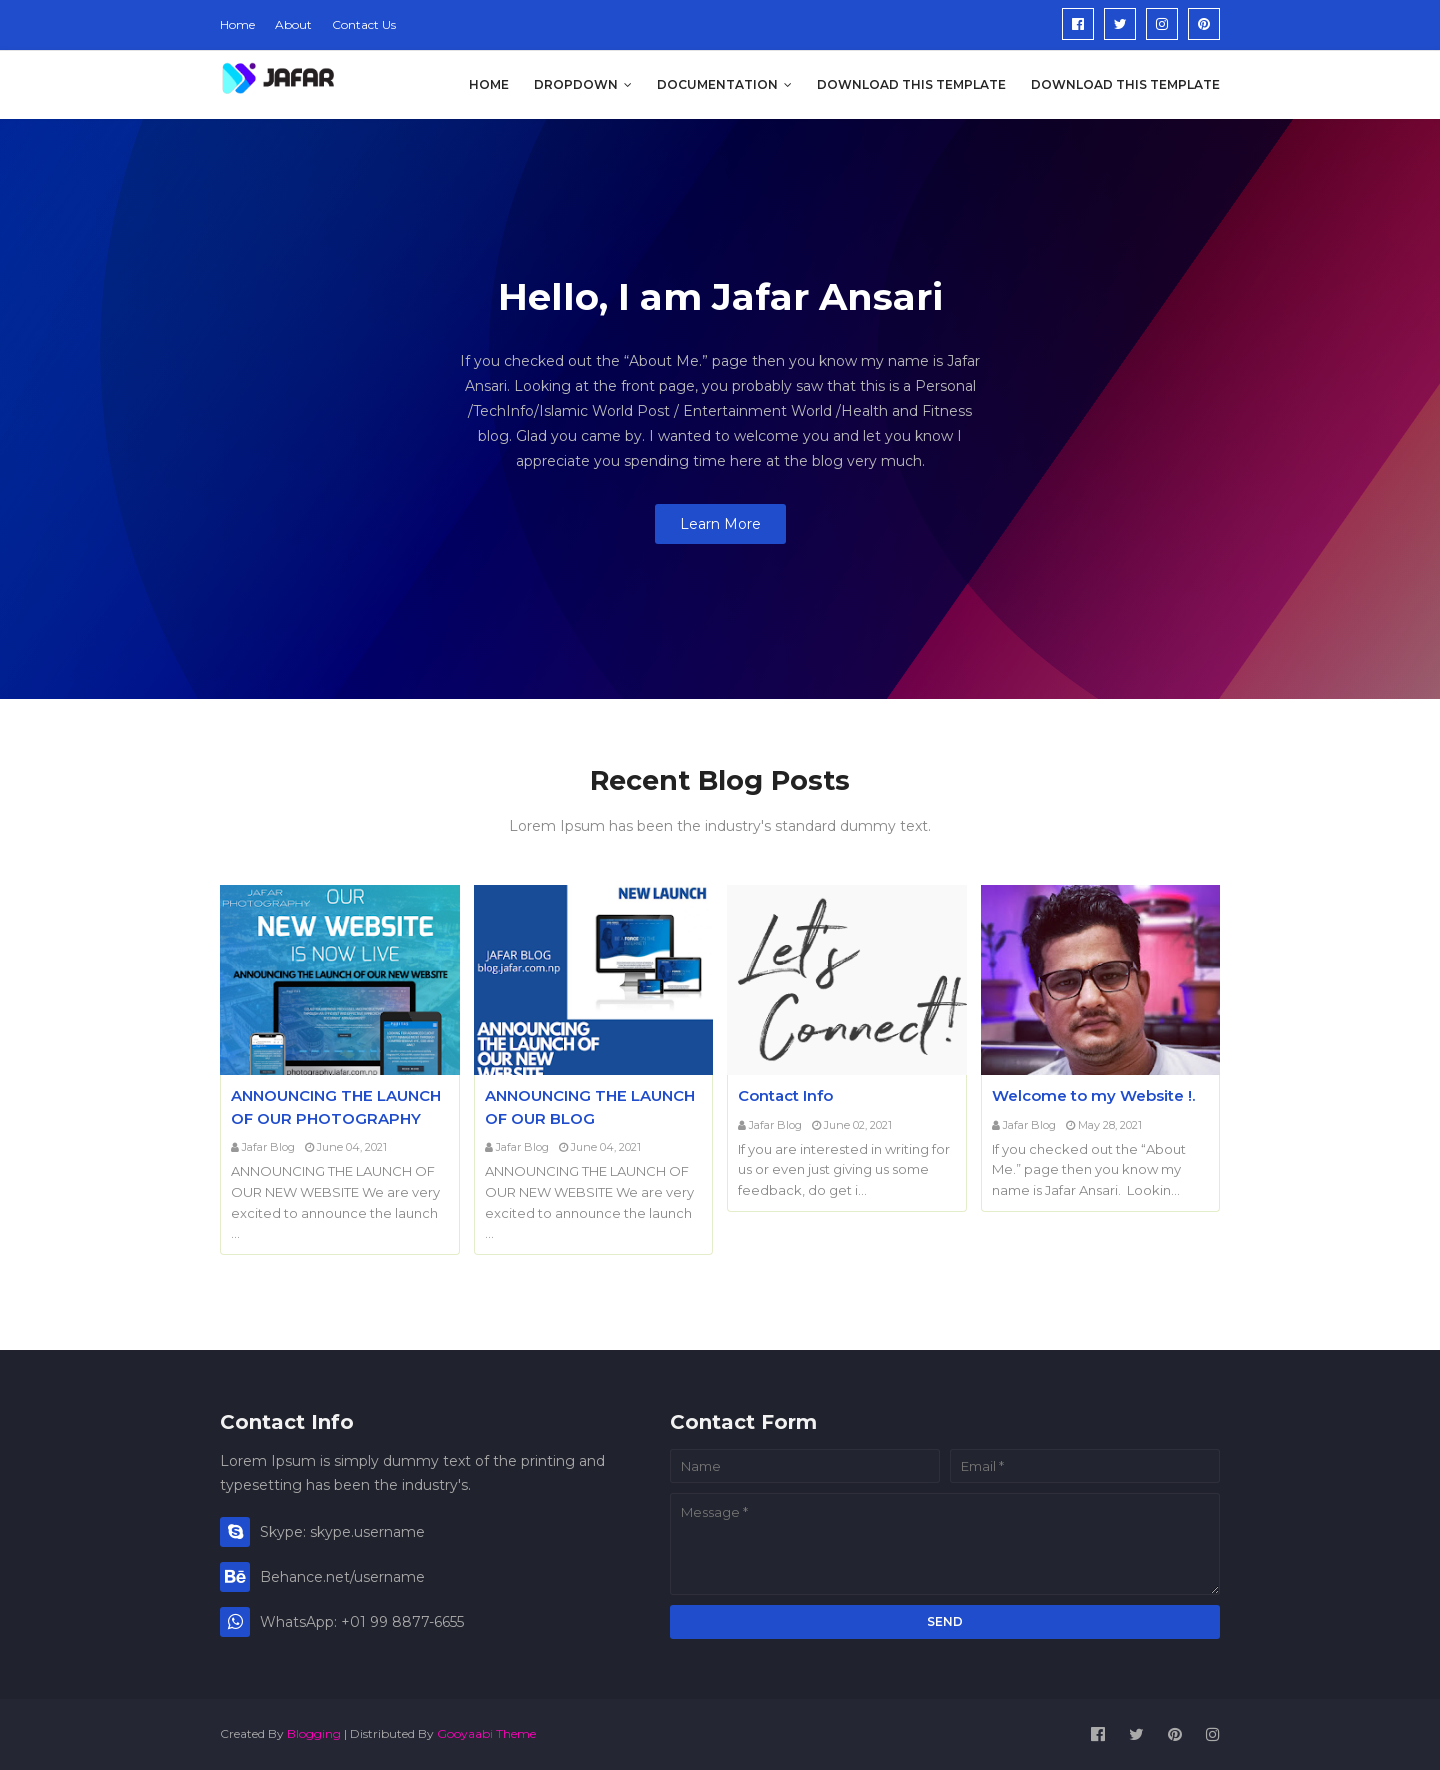 Home About Contact Us
JAFAR
HOME DROPDOWN DOCUMENTATION DOWNLOAD THIS TEMPLATE DOWNLOAD THIS TEMPLATE
Hello, I am Jafar Ansari
If you checked out the “About Me.” page then you know my name is Jafar
Ansari. Looking at the front page, you probably saw that this is a Personal
/TechInfo/Islamic World Post / Entertainment World /Health and Fitness
blog. Glad you came by. I wanted to welcome you and let you know I
appreciate you spending time here at the blog very much.
Learn More
Recent Blog Posts
Lorem Ipsum has been the industry's standard dummy text.
JAFAR
PHOTOGRAPHY
OUR
NEW WEBSITE
IS NOW LIVE
ANNOUNCING THE LAUNCH OF OUR NEW WEBSITE
photography.jafar.com.np
ANNOUNCING THE LAUNCH
OF OUR PHOTOGRAPHY
Jafar Blog June 04, 2021
ANNOUNCING THE LAUNCH OF
OUR NEW WEBSITE We are very
excited to announce the launch
...
NEW LAUNCH
JAFAR BLOG
blog.jafar.com.np
ANNOUNCING
THE LAUNCH OF
OUR NEW
WEBSITE
ANNOUNCING THE LAUNCH
OF OUR BLOG
Jafar Blog June 04, 2021
ANNOUNCING THE LAUNCH OF
OUR NEW WEBSITE We are very
excited to announce the launch
...
Let's
Connect!
Contact Info
Jafar Blog June 02, 2021
If you are interested in writing for
us or even just giving us some
feedback, do get i...
Welcome to my Website !.
Jafar Blog May 28, 2021
If you checked out the “About
Me.” page then you know my
name is Jafar Ansari.  Lookin...
Contact Info
Lorem Ipsum is simply dummy text of the printing and
typesetting has been the industry's.
Skype: skype.username
Behance.net/username
WhatsApp: +01 99 8877-6655
Contact Form
Name
Email *
Message *
SEND
Created By Blogging | Distributed By Gooyaabi Theme